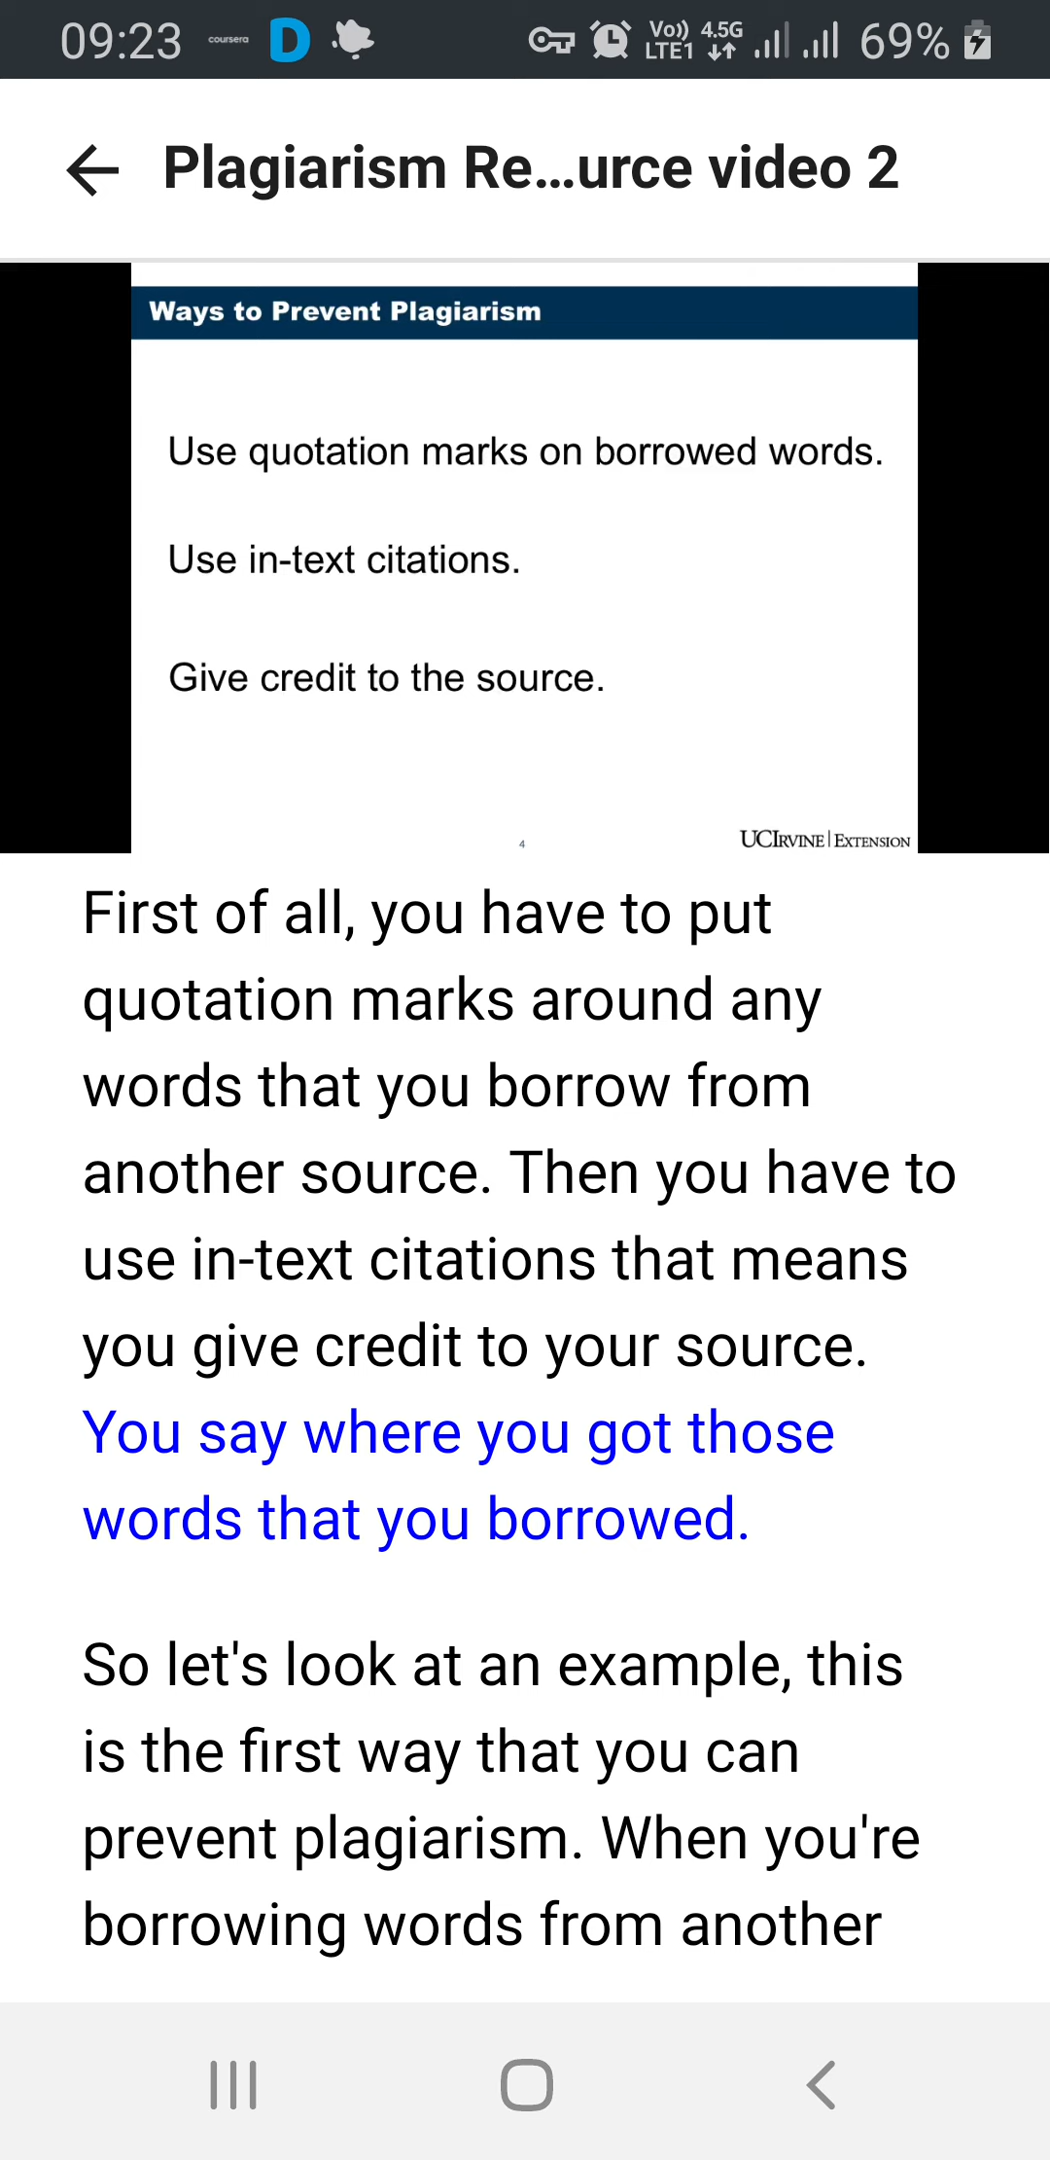 09:23 coursera D Vo)) LTE1 4.5G 69%
Plagiarism Re...urce video 2
Ways to Prevent Plagiarism
Use quotation marks on borrowed words.
Use in-text citations.
Give credit to the source.
4 UCIRVINE | EXTENSION
First of all, you have to put
quotation marks around any
words that you borrow from
another source. Then you have to
use in-text citations that means
you give credit to your source.
You say where you got those
words that you borrowed.
So let's look at an example, this
is the first way that you can
prevent plagiarism. When you're
borrowing words from another